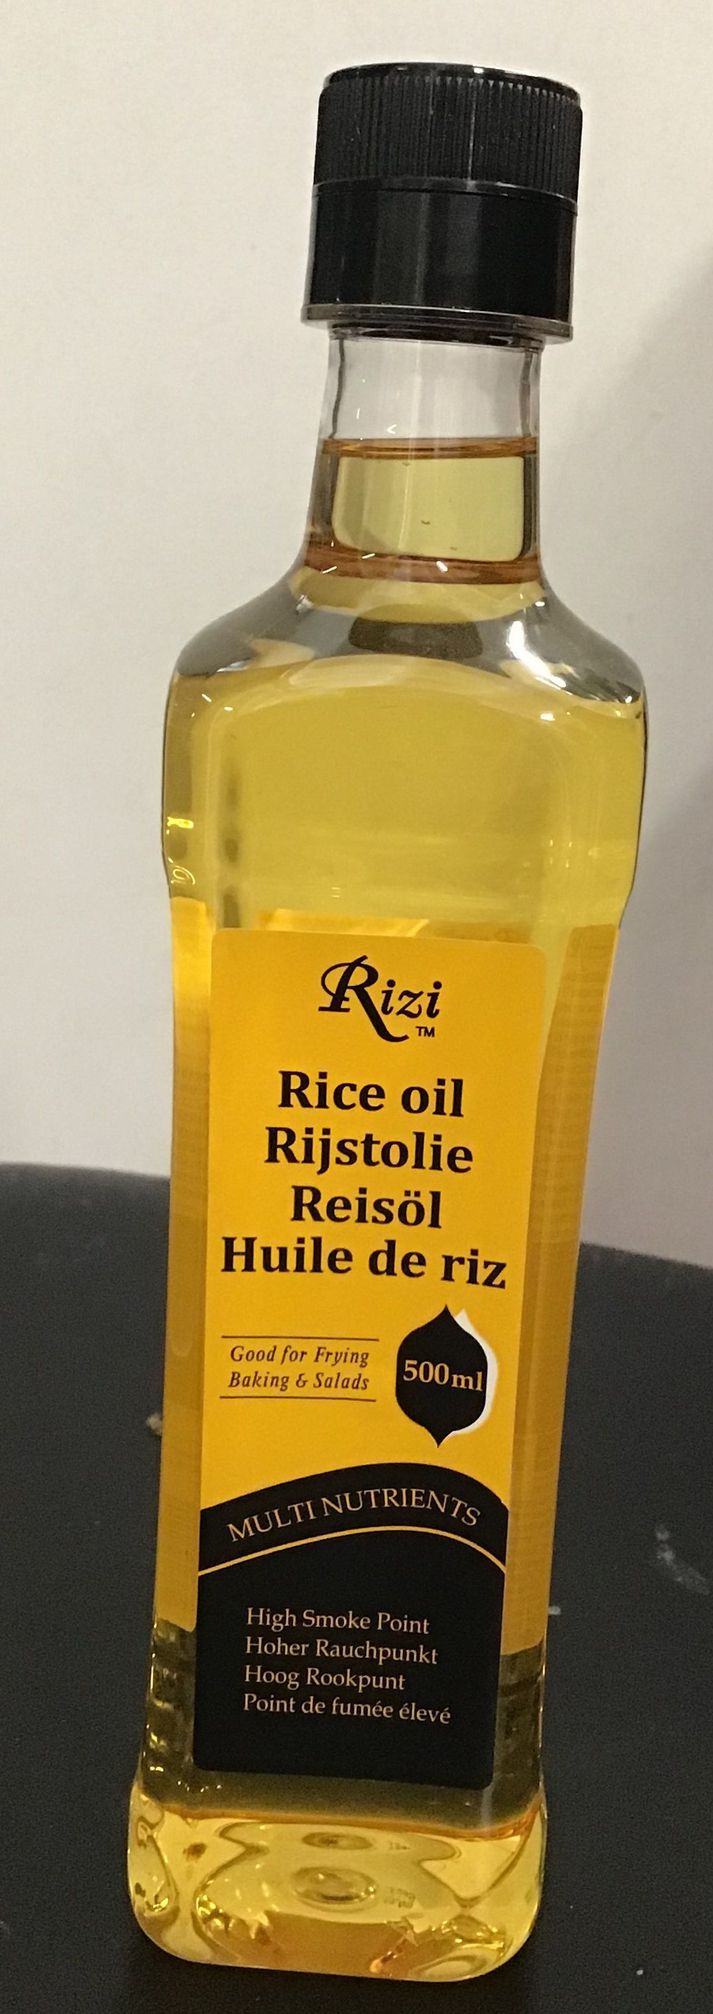 Rizi
TM
Rice oil
Rijstolie
Reisöl
Huile de riz
Good for Frying
Baking & Salads
500ml
MULTI NUTRIENTS
High Smoke Point
Hoher Rauchpunkt
Hoog Rookpunt
Point de fumée élevé